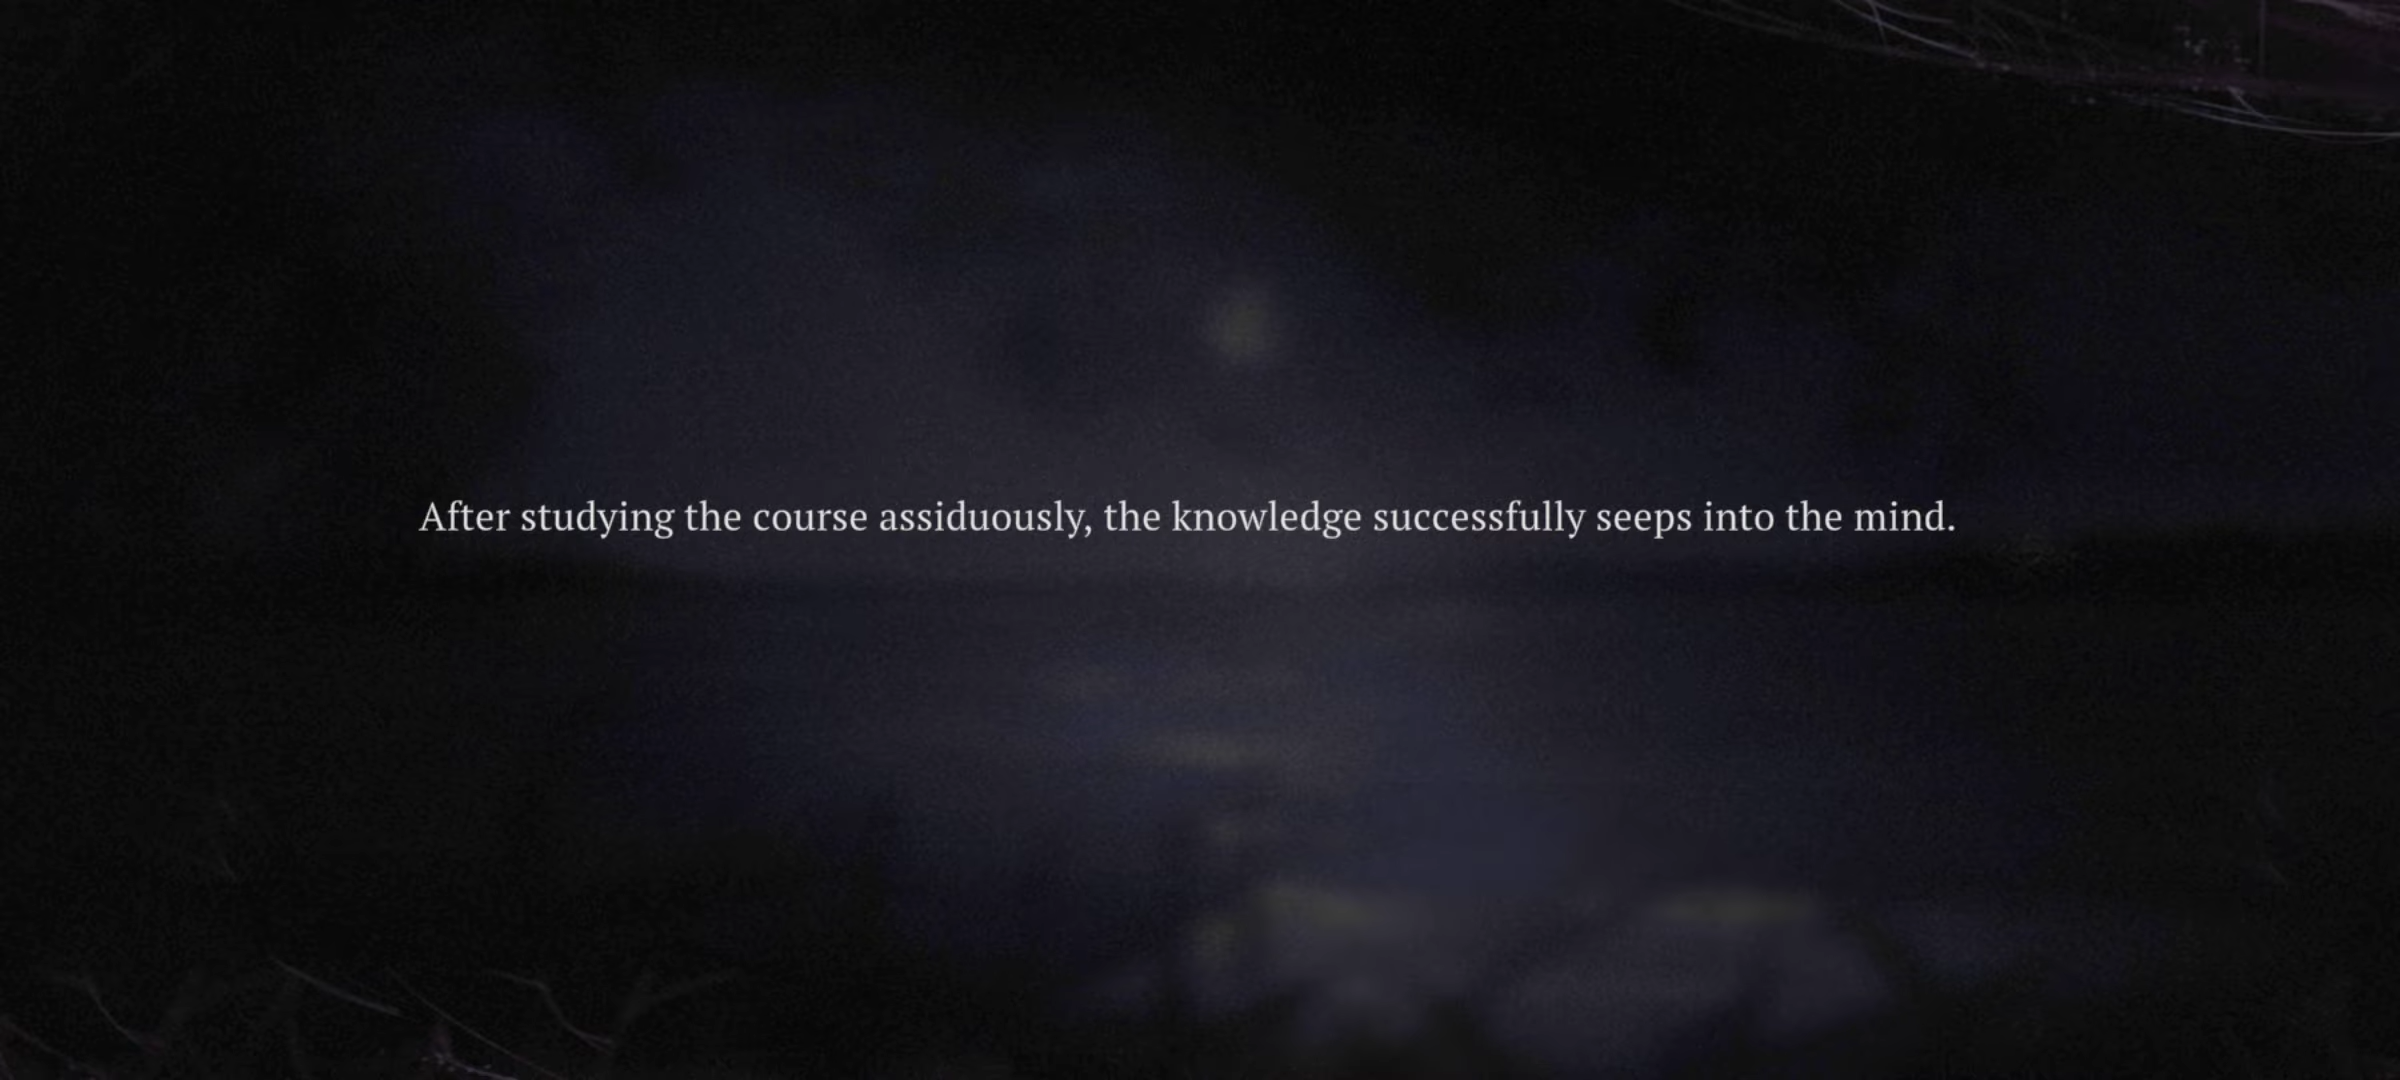 After studying the course assiduously, the knowledge successfully seeps into the mind.